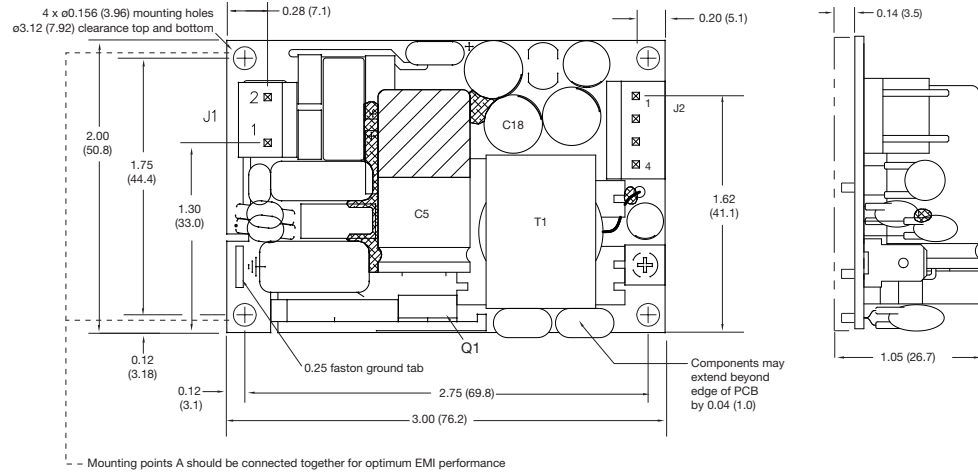 4 x ø0.156 (3.96) mounting holes
ø3.12 (7.92) clearance top and bottom
0.28 (7.1)
0.20 (5.1)
0.14 (3.5)
J1
2
1
1
J2
4
C18
2.00
(50.8)
1.75
(44.4)
1.30
(33.0)
1.62
(41.1)
C5
T1
Q1
0.12
(3.18)
0.25 faston ground tab
Components may
extend beyond
edge of PCB
by 0.04 (1.0)
1.05 (26.7)
0.12
(3.1)
2.75 (69.8)
3.00 (76.2)
Mounting points A should be connected together for optimum EMI performance